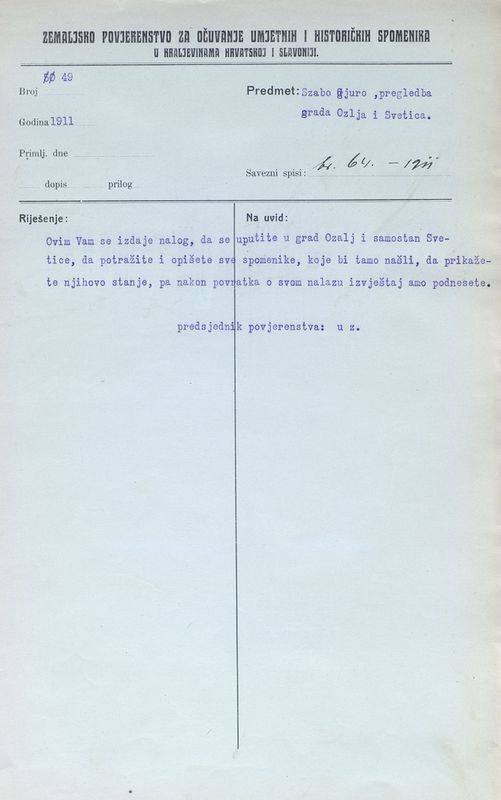 ZEMALJSKO POVJERENSTVO ZA OČUVANJE UMJETNIH I HISTORIČKIH SPOMENIKA
U KRALJEVINAMA HRVATSKOJ I SLAVONIJI.
Broj 49
Godina 1911
Primlj. dne
dopis prilog
Predmet: Szabo Gjuro ,pregledba
grada Ozlja i Svetica.
Savezni spisi: br. 64. – 1911
Riješenje:
Na uvid:
Ovim Vam se izdaje nalog, da se uputite u grad Ozalj i samostan Sve-
tice, da potražite i opišete sve spomenike, koje bi tamo našli, da prikaže-
te njihovo stanje, pa nakon povratka o svom nalazu izvještaj amo podnesete.
predsjednik povjerenstva: u z.